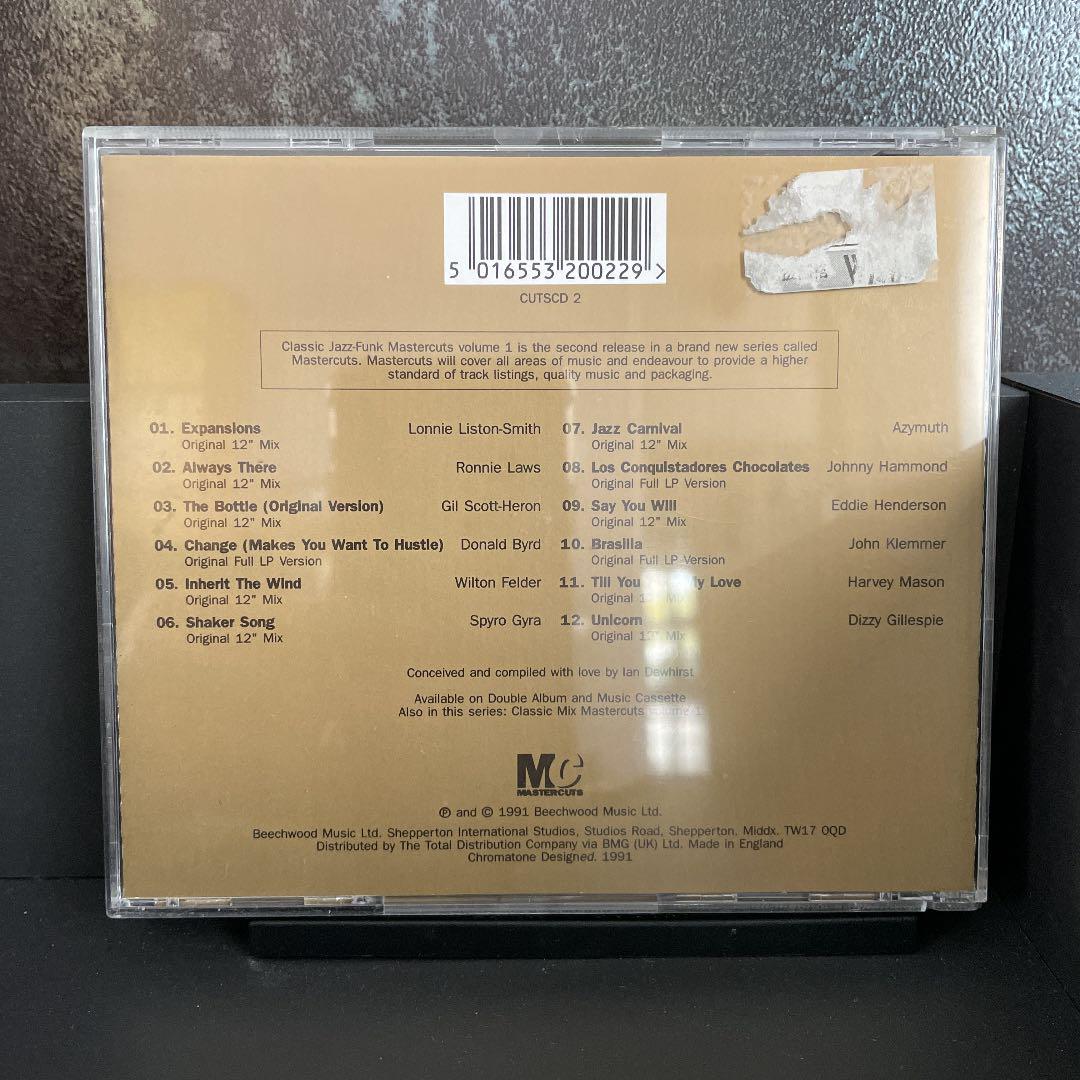 5 016553 200229 >
CUTSCD 2
Classic Jazz-Funk Mastercuts volume 1 is the second release in a brand new series called
Mastercuts. Mastercuts will cover all areas of music and endeavour to provide a higher
standard of track listings, quality music and packaging.
01. Expansions Lonnie Liston-Smith
Original 12" Mix
02. Always There Ronnie Laws
Original 12" Mix
03. The Bottle (Original Version) Gil Scott-Heron
Original 12" Mix
04. Change (Makes You Want To Hustle) Donald Byrd
Original Full LP Version
05. Inherit The Wind Wilton Felder
Original 12" Mix
06. Shaker Song Spyro Gyra
Original 12" Mix
07. Jazz Carnival Azymuth
Original 12" Mix
08. Los Conquistadores Chocolates Johnny Hammond
Original Full LP Version
09. Say You Will Eddie Henderson
Original 12" Mix
10. Brasilia John Klemmer
Original Full LP Version
11. Till You My Love Harvey Mason
Original Mix
12. Unicorn Dizzy Gillespie
Original 12" Mix
Conceived and compiled with love by Ian Dewhirst
Available on Double Album and Music Cassette
Also in this series: Classic Mix Mastercuts volume 1
MC
MASTERCUTS
℗ and © 1991 Beechwood Music Ltd.
Beechwood Music Ltd. Shepperton International Studios, Studios Road, Shepperton, Middx. TW17 0QD
Distributed by The Total Distribution Company via BMG (UK) Ltd. Made in England
Chromatone Designed. 1991